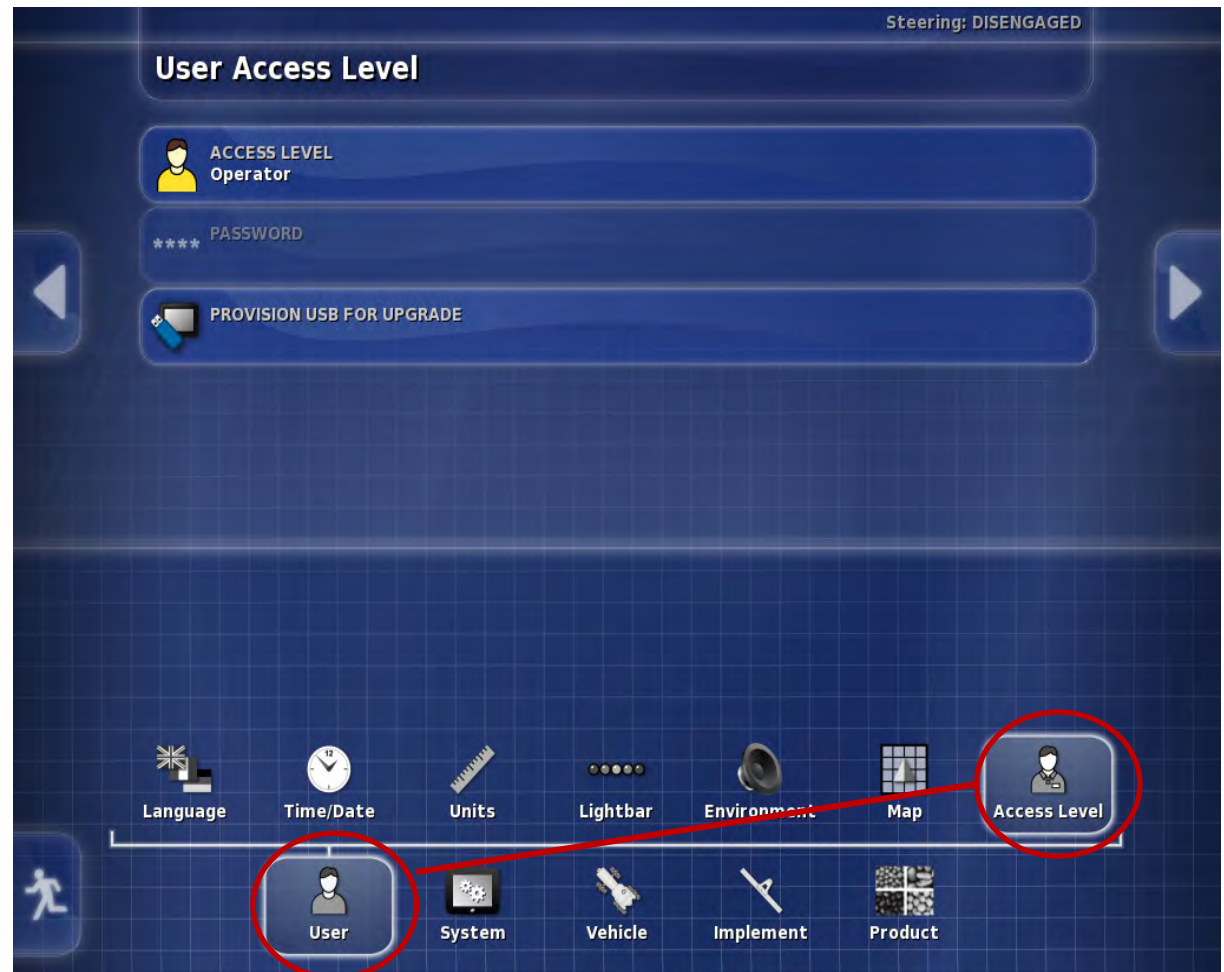 Steering: DISENGAGED
User Access Level
ACCESS LEVEL
Operator
**** PASSWORD
PROVISION USB FOR UPGRADE
12
Language Time/Date Units Lightbar Environment Map Access Level
User System Vehicle Implement Product